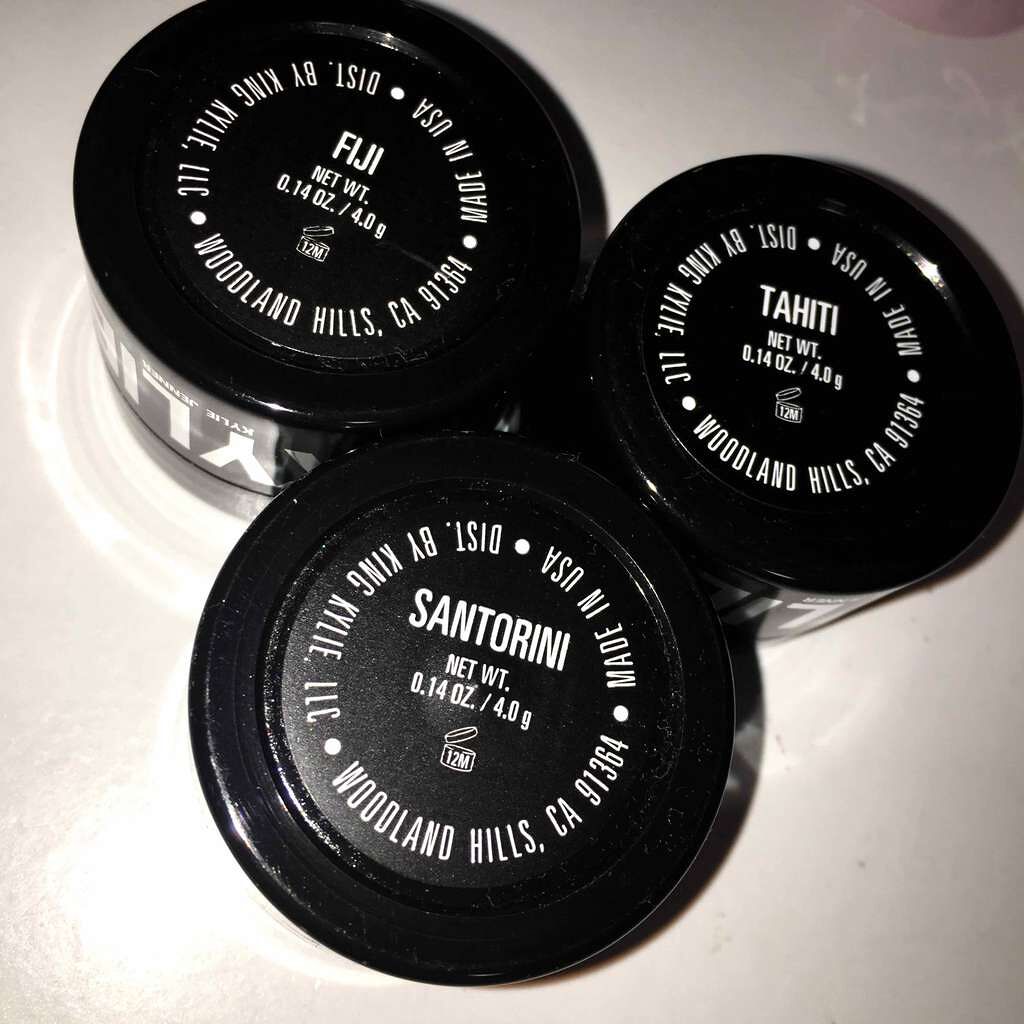 FIJI
NET WT.
0.14 OZ. / 4.0 g
12M
DIST. BY KING KYLIE, LLC • WOODLAND HILLS, CA 91364 • MADE IN USA •
KYLIE JENNER
TAHITI
NET WT.
0.14 OZ. / 4.0 g
12M
DIST. BY KING KYLIE, LLC • WOODLAND HILLS, CA 91364 • MADE IN USA •
SANTORINI
NET WT.
0.14 OZ. / 4.0 g
12M
DIST. BY KING KYLIE, LLC • WOODLAND HILLS, CA 91364 • MADE IN USA •